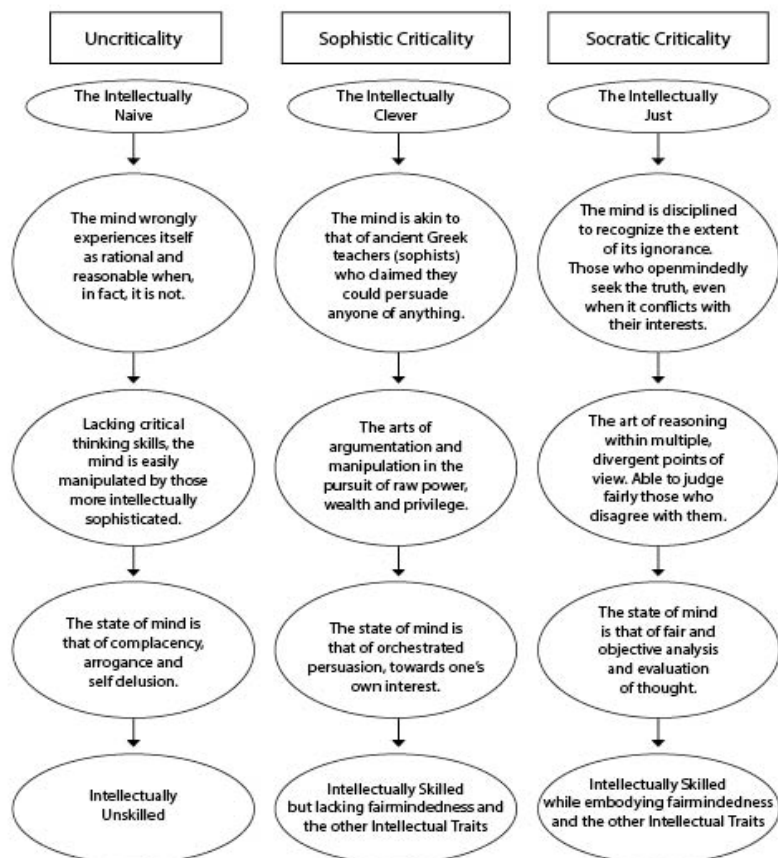 Uncriticality
The Intellectually
Naive
The mind wrongly
experiences itself
as rational and
reasonable when,
in fact, it is not.
Lacking critical
thinking skills, the
mind is easily
manipulated by those
more intellectually
sophisticated.
The state of mind is
that of complacency,
arrogance and
self delusion.
Intellectually
Unskilled
Sophistic Criticality
The Intellectually
Clever
The mind is akin to
that of ancient Greek
teachers (sophists)
who claimed they
could persuade
anyone of anything.
The arts of
argumentation and
manipulation in the
pursuit of raw power,
wealth and privilege.
The state of mind is
that of orchestrated
persuasion, towards one's
own interest.
Intellectually Skilled
but lacking fairmindedness and
the other Intellectual Traits
Socratic Criticality
The Intellectually
Just
The mind is disciplined
to recognize the extent
of its ignorance.
Those who openmindedly
seek the truth, even
when it conflicts with
their interests.
The art of reasoning
within multiple,
divergent points of
view. Able to judge
fairly those who
disagree with them.
The state of mind
is that of fair and
objective analysis
and evaluation
of thought.
Intellectually Skilled
while embodying fairmindedness
and the other Intellectual Traits